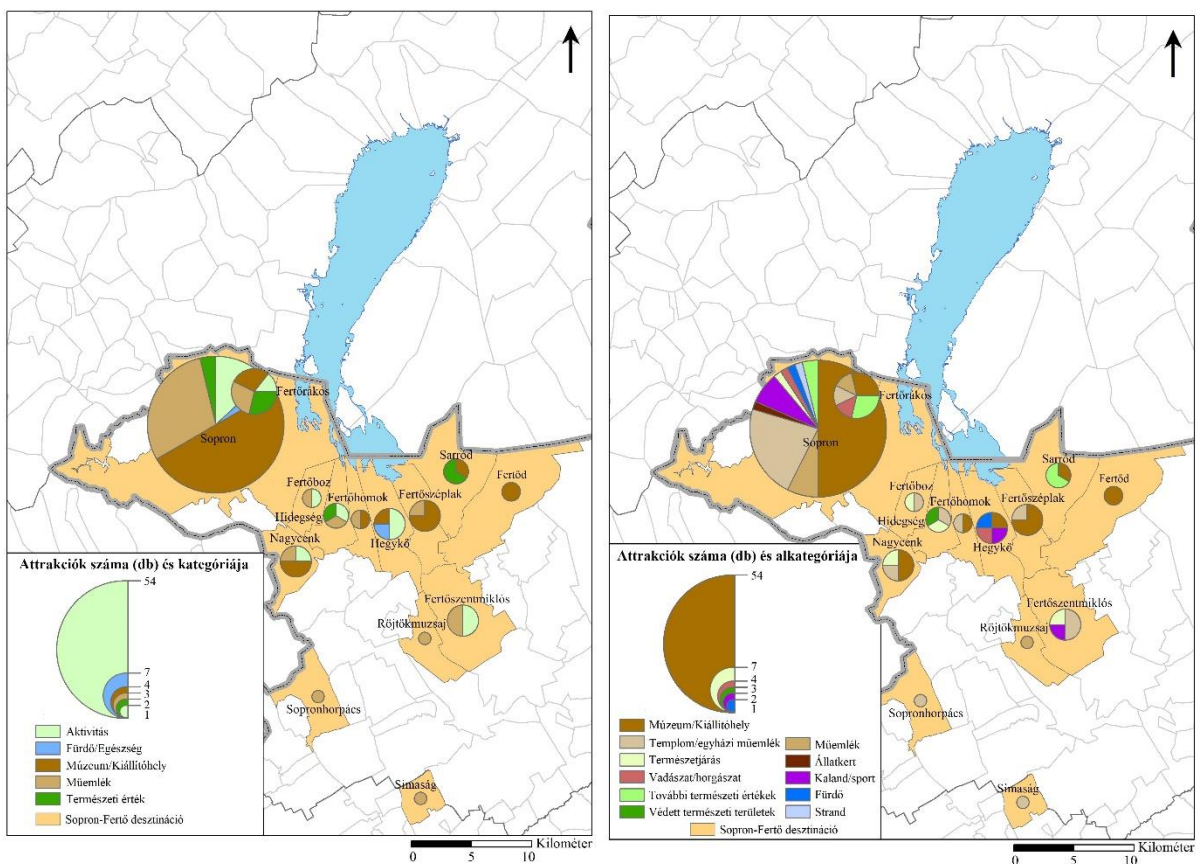 Fertőrákos
Sopron
Sarród
Fertőd
Fertőboz
Fertőhomok
Fertőszéplak
Hidegség
Hegykő
Nagycenk
Fertőszentmiklós
Röjtökmuzsaj
Sopronhorpács
Simaság
Attrakciók száma (db) és kategóriája
54
7
4
3
2
1
Aktivitás
Fürdő/Egészség
Múzeum/Kiállítóhely
Műemlék
Természeti érték
Sopron-Fertő desztináció
Kilométer
0 5 10
Fertőrákos
Sopron
Sarród
Fertőd
Fertőboz
Fertőhomok
Fertőszéplak
Hidegség
Hegykő
Nagycenk
Fertőszentmiklós
Röjtökmuzsaj
Sopronhorpács
Simaság
Attrakciók száma (db) és alkategóriája
54
7
4
3
2
1
Múzeum/Kiállítóhely
Templom/egyházi műemlék
Természetjárás
Vadászat/horgászat
További természeti értékek
Védett természeti területek
Műemlék
Állatkert
Kaland/sport
Fürdő
Strand
Sopron-Fertő desztináció
Kilométer
0 5 10